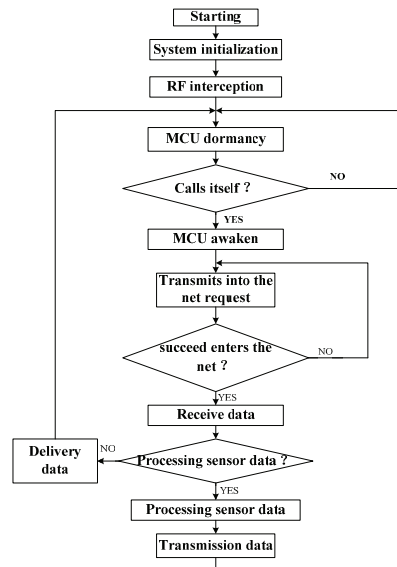 Starting
System initialization
RF interception
MCU dormancy
Calls itself ?
NO
YES
MCU awaken
Transmits into the
net request
succeed enters the
net ?
NO
YES
Receive data
Delivery
data
NO
Processing sensor data ?
YES
Processing sensor data
Transmission data